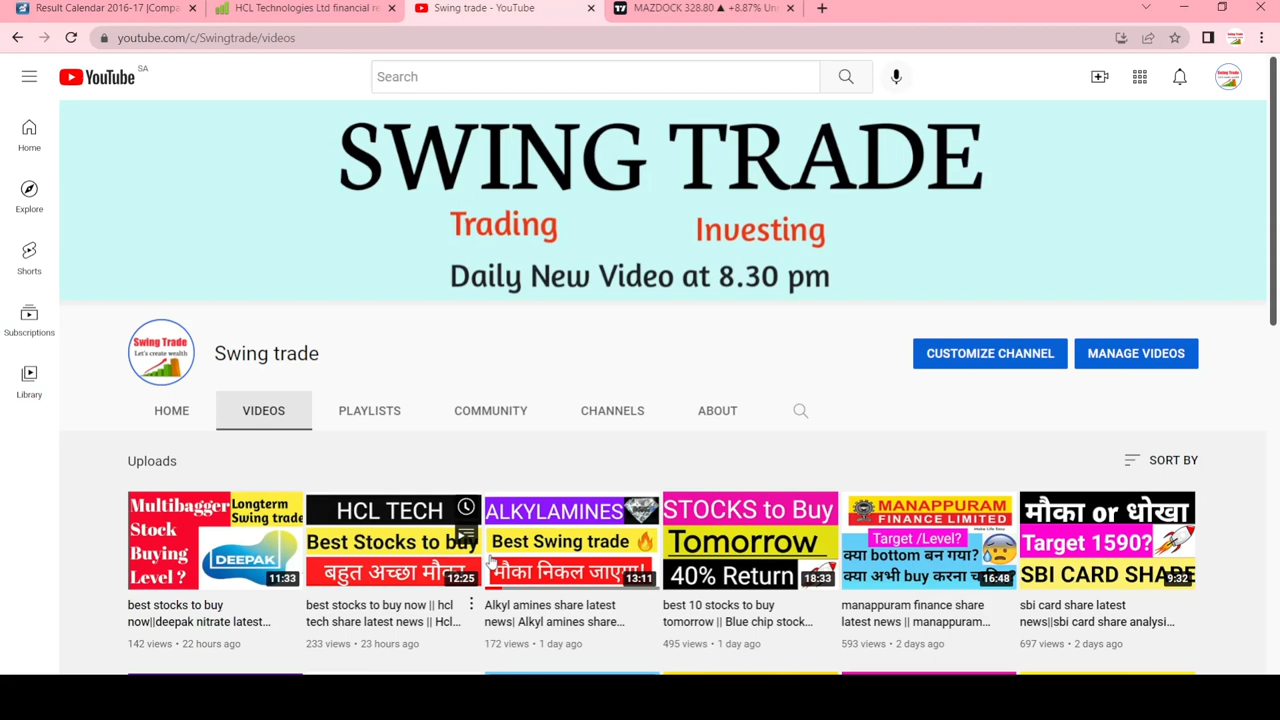 Result Calendar 2016-17 |Compa
HCL Technologies Ltd financial re
Swing trade - YouTube
MAZDOCK 328.80 ▲ +8.87% Un
youtube.com/c/Swingtrade/videos
YouTube SA
Search
Home
Explore
Shorts
Subscriptions
Library
SWING TRADE
Trading Investing
Daily New Video at 8.30 pm
Swing Trade
Let's create wealth
Swing trade
CUSTOMIZE CHANNEL
MANAGE VIDEOS
HOME VIDEOS PLAYLISTS COMMUNITY CHANNELS ABOUT
Uploads
SORT BY
Multibagger
Stock
Buying
Level ?
Longterm
Swing trade
DEEPAK
11:33
best stocks to buy
now||deepak nitrate latest...
142 views • 22 hours ago
HCL TECH
Best Stocks to buy
बहुत अच्छा मौका
12:25
best stocks to buy now || hcl
tech share latest news || Hcl...
233 views • 23 hours ago
ALKYLAMINES
Best Swing trade
मौका निकल जाएगा!
13:11
Alkyl amines share latest
news| Alkyl amines share...
172 views • 1 day ago
STOCKS to Buy
Tomorrow
40% Return
18:33
best 10 stocks to buy
tomorrow || Blue chip stock...
495 views • 1 day ago
MANAPPURAM
FINANCE LIMITED
Make Life Easy
Target /Level?
क्या bottom बन गया?
क्या अभी buy करना
16:48
manappuram finance share
latest news || manappuram...
593 views • 2 days ago
मौका or धोखा
Target 1590?
SBI CARD SHARE
9:32
sbi card share latest
news||sbi card share analysi...
697 views • 2 days ago